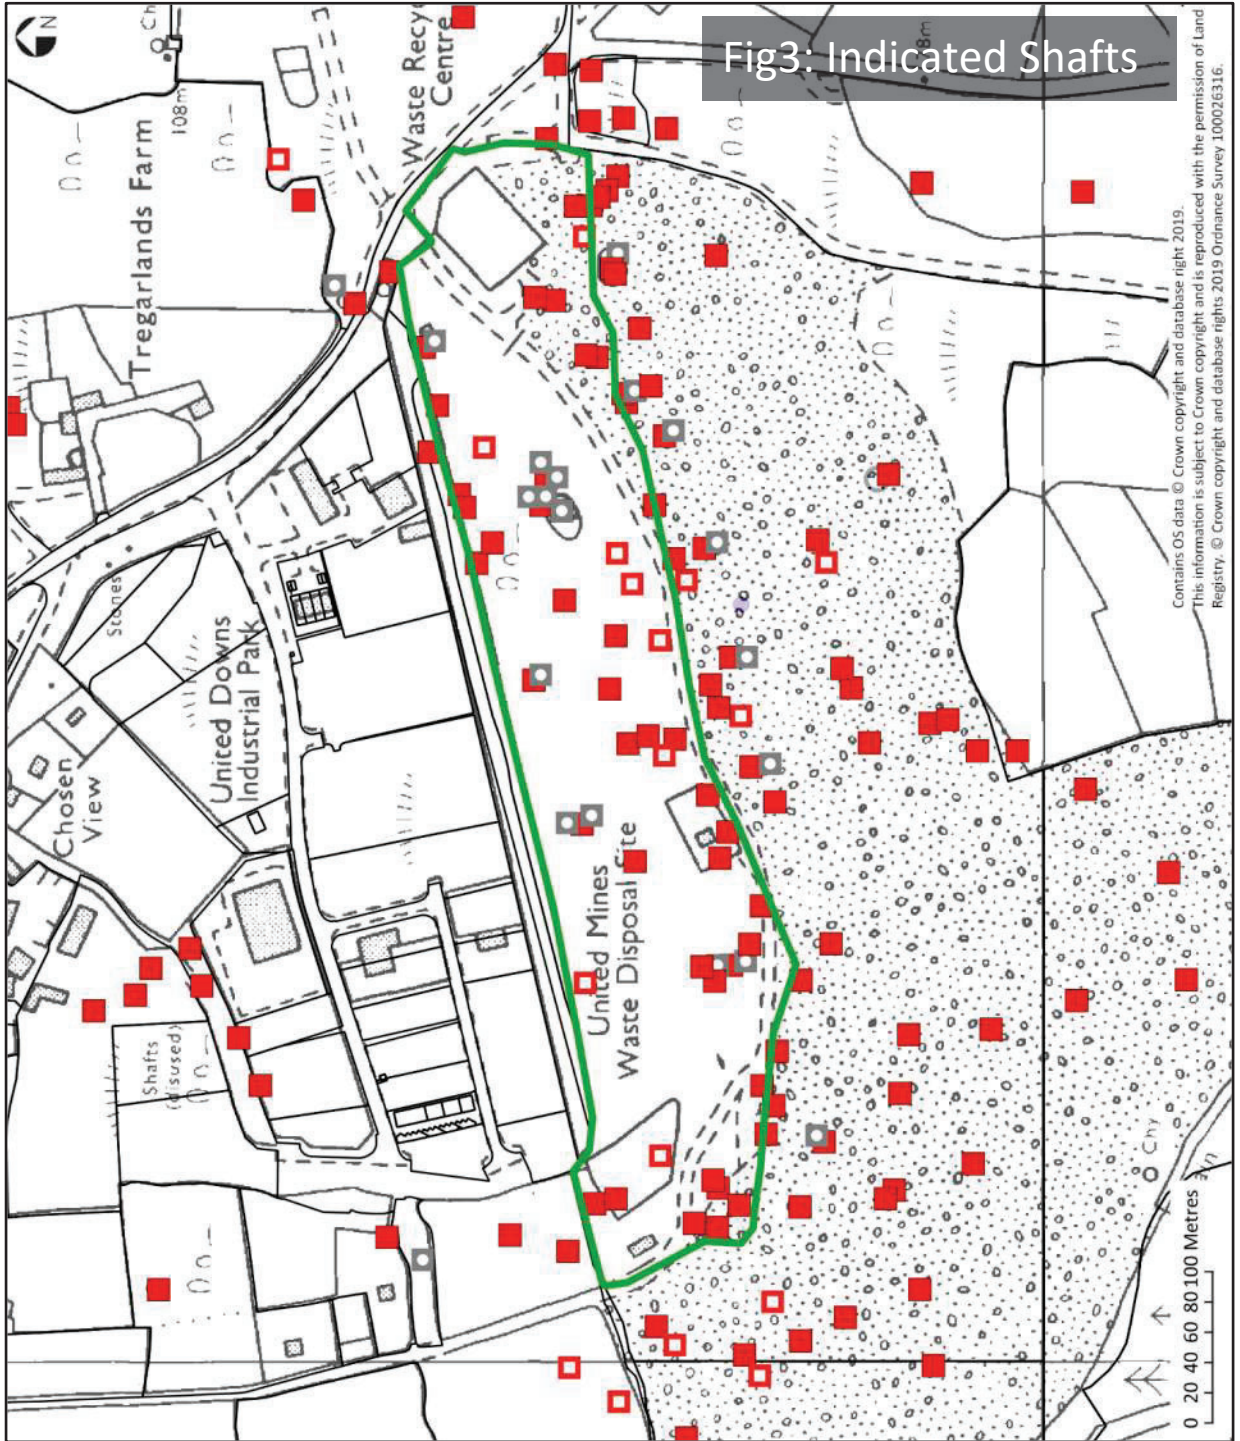 Fig3: Indicated Shafts
N
Ch
108m
Tregarlands Farm
Waste Recyc
Centre
8m
Stones
United Downs
Industrial Park
Chosen
View
Shafts
(disused)
United Mines
Waste Disposal Site
Chy
0 20 40 60 80 100 Metres
Contains OS data © Crown copyright and database right 2019.
This information is subject to Crown copyright and is reproduced with the permission of Land
Registry. © Crown copyright and database rights 2019 Ordnance Survey 100026316.